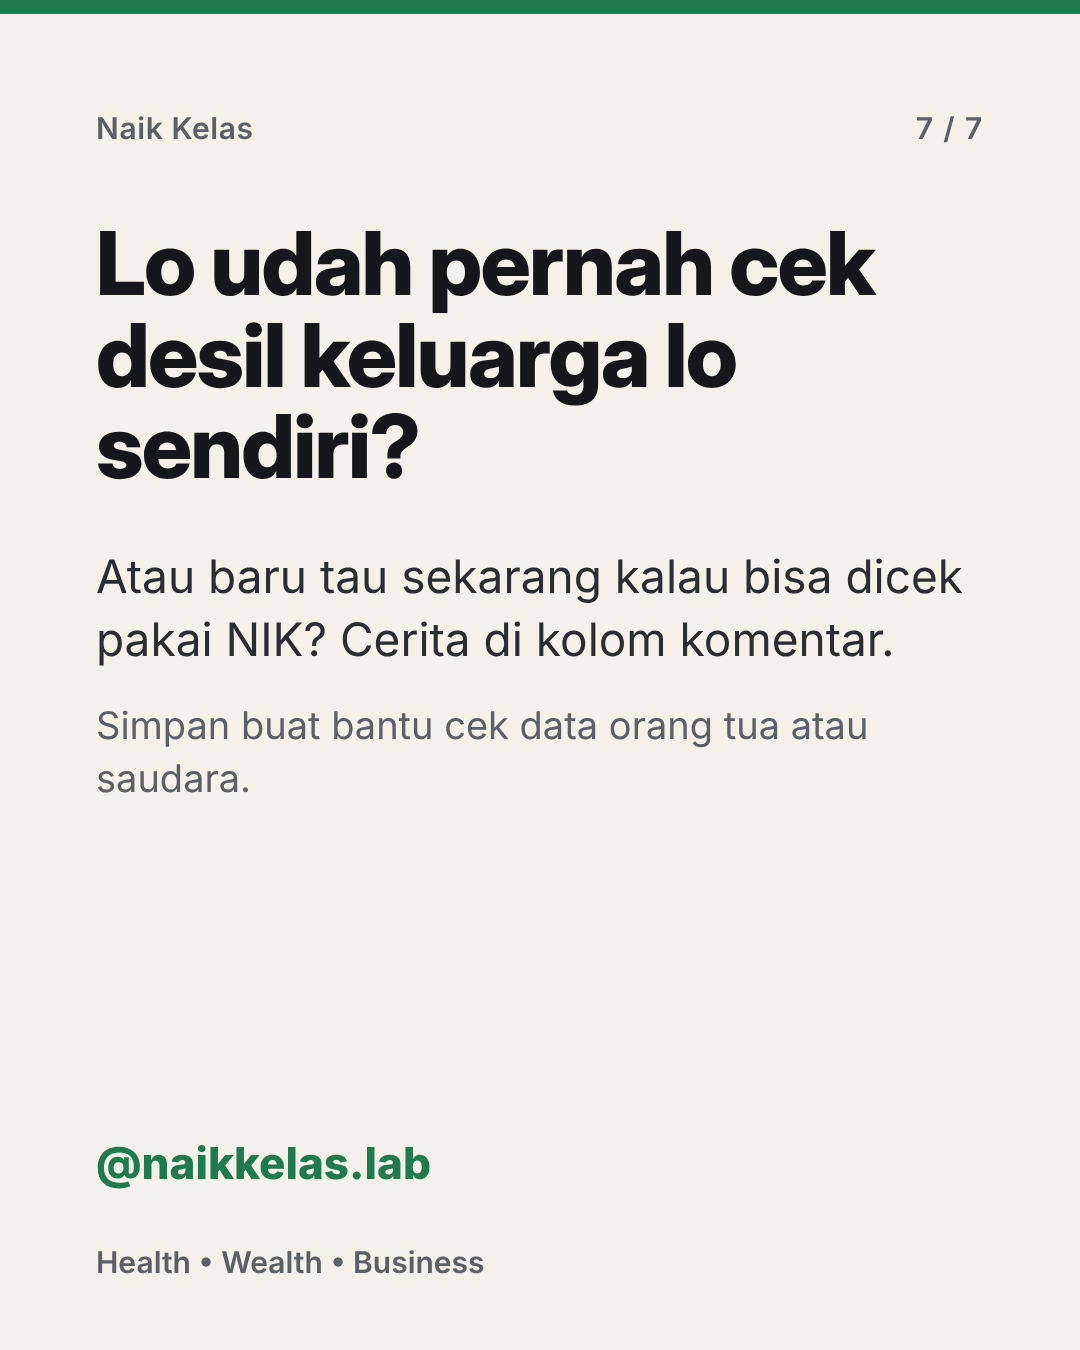 Naik Kelas
7 / 7
Lo udah pernah cek
desil keluarga lo
sendiri?
Atau baru tau sekarang kalau bisa dicek
pakai NIK? Cerita di kolom komentar.
Simpan buat bantu cek data orang tua atau
saudara.
@naikkelas.lab
Health • Wealth • Business